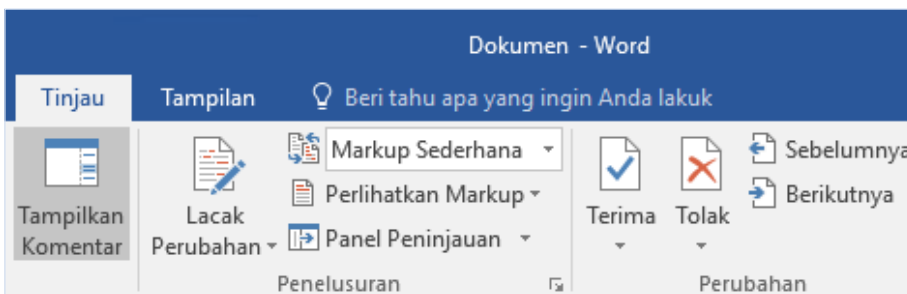 Dokumen - Word
Tinjau Tampilan Beri tahu apa yang ingin Anda lakuk
Tampilkan Komentar
Lacak Perubahan
Markup Sederhana
Perlihatkan Markup
Panel Peninjauan
Penelusuran
Terima
Tolak
Sebelumnya
Berikutnya
Perubahan